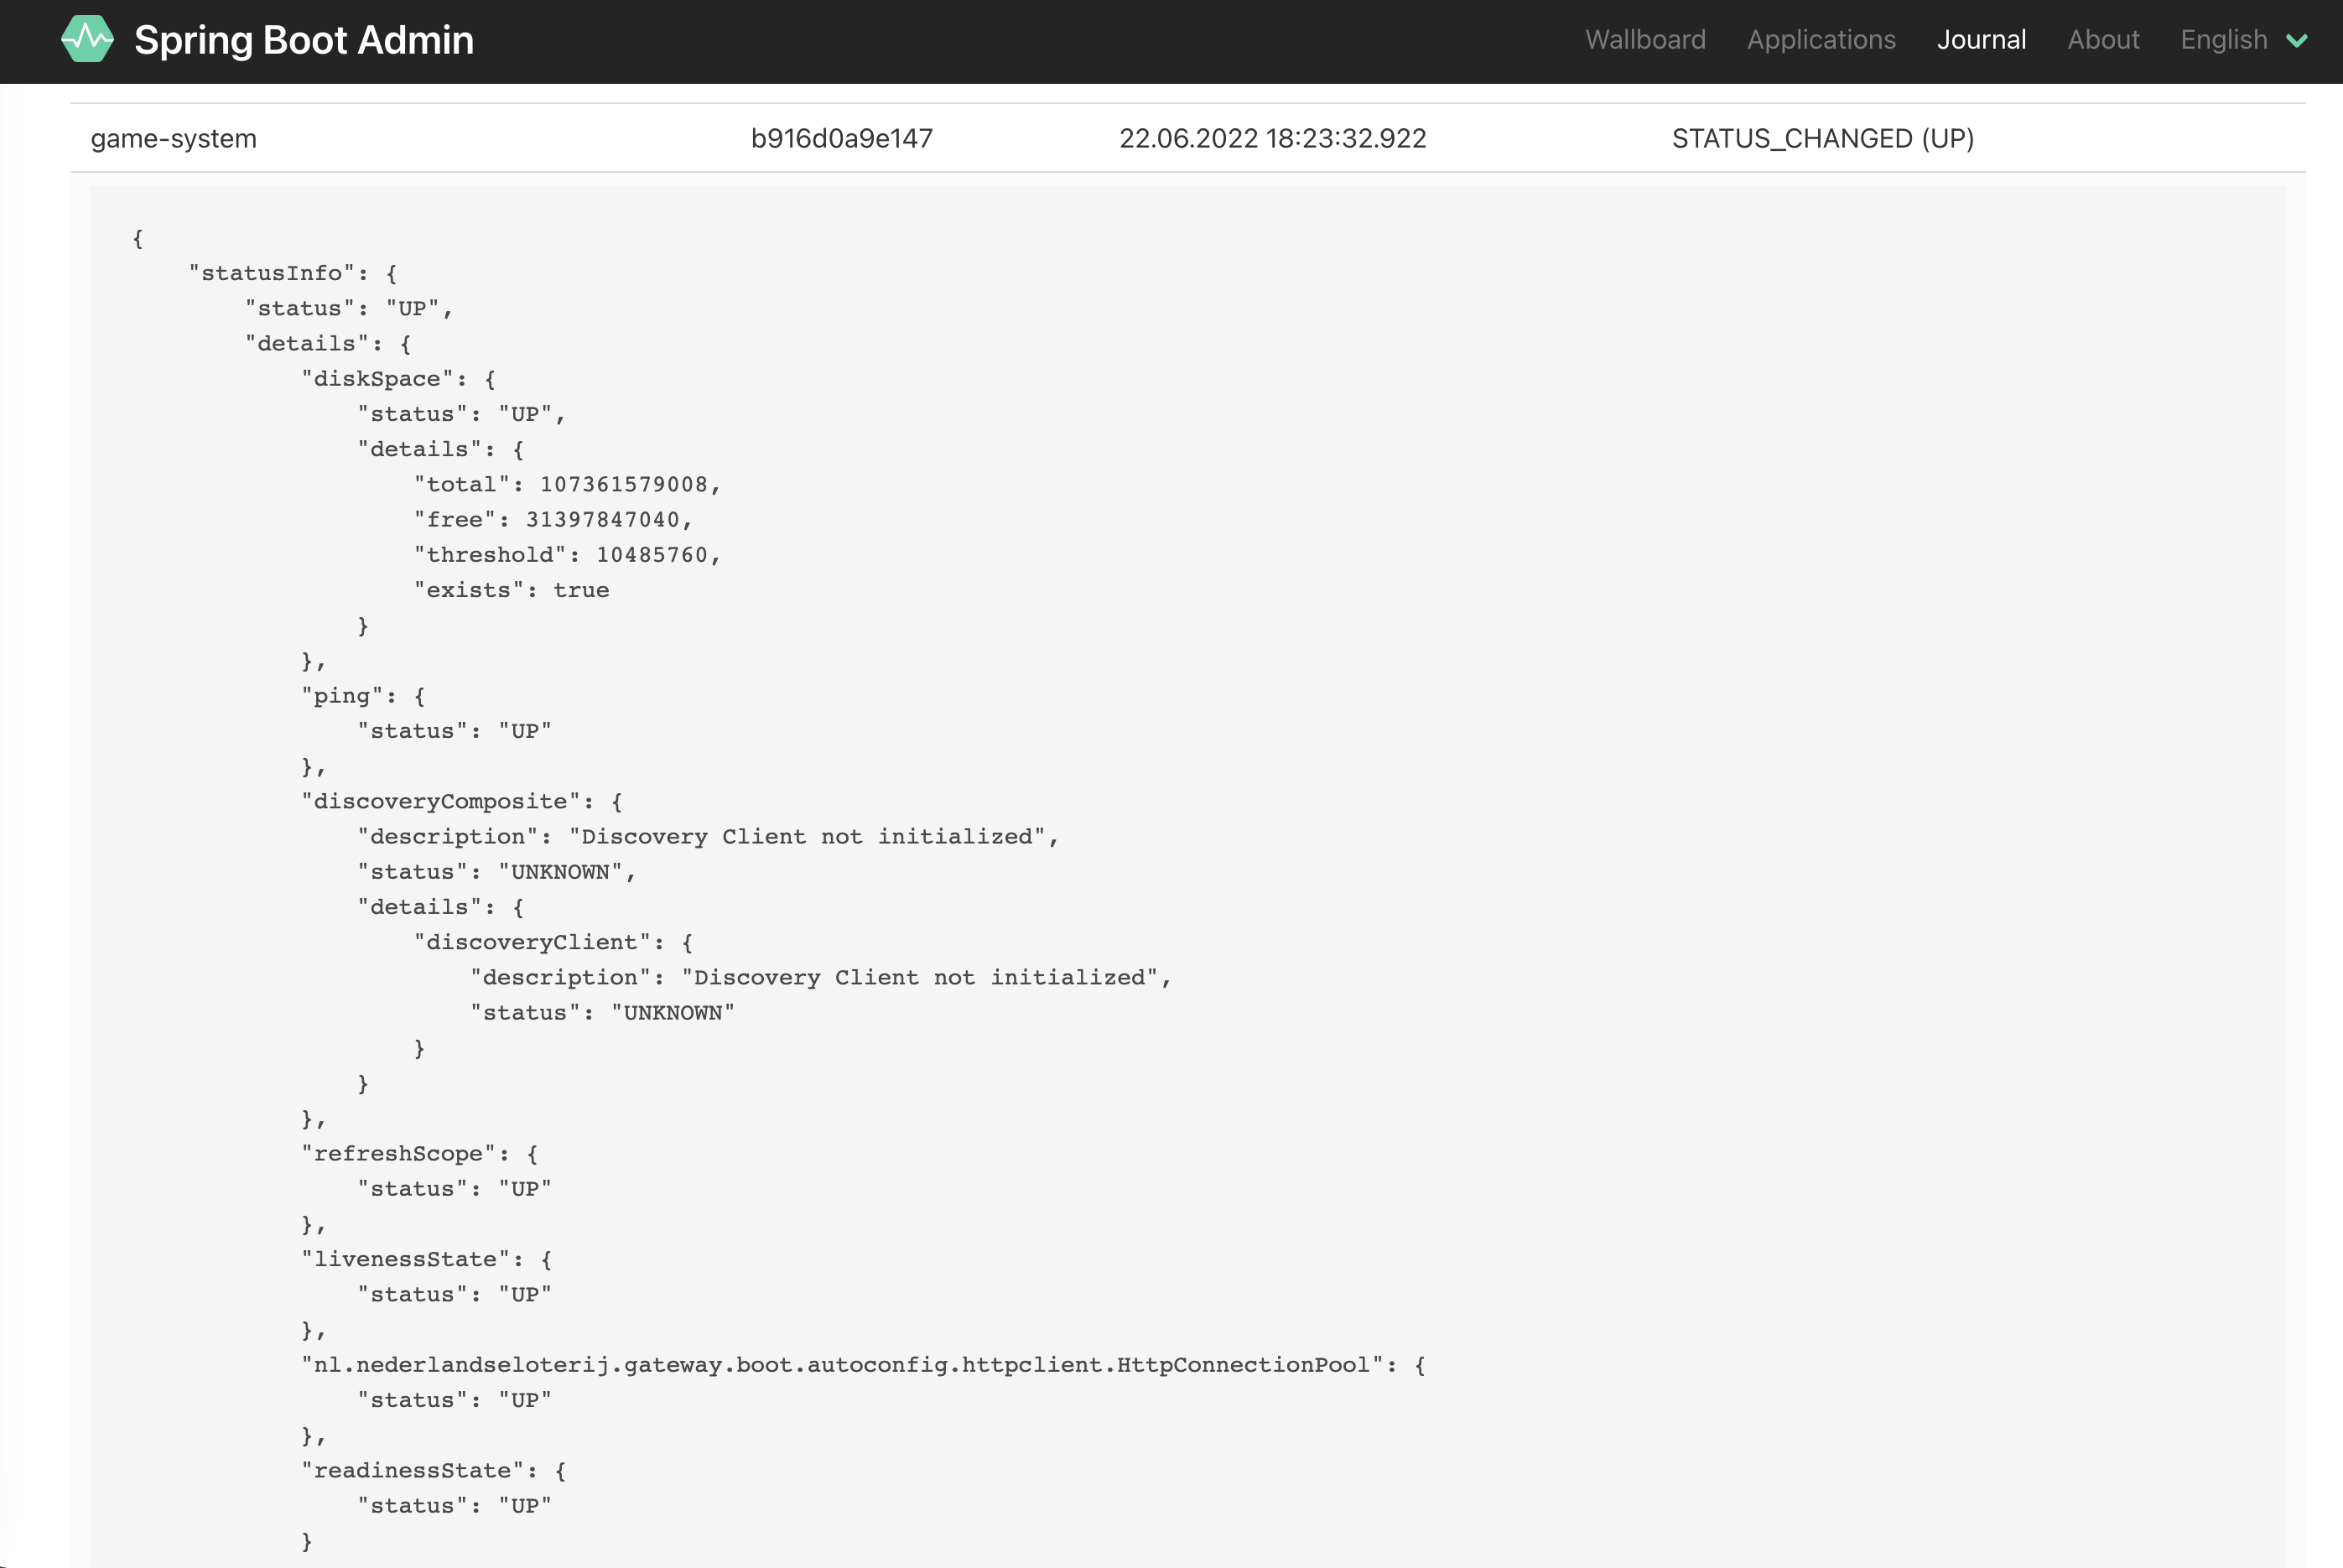 Spring Boot Admin Wallboard Applications Journal About English
game-system b916d0a9e147 22.06.2022 18:23:32.922 STATUS_CHANGED (UP)
{
"statusInfo": {
"status": "UP",
"details": {
"diskSpace": {
"status": "UP",
"details": {
"total": 107361579008,
"free": 31397847040,
"threshold": 10485760,
"exists": true
}
},
"ping": {
"status": "UP"
},
"discoveryComposite": {
"description": "Discovery Client not initialized",
"status": "UNKNOWN",
"details": {
"discoveryClient": {
"description": "Discovery Client not initialized",
"status": "UNKNOWN"
}
}
},
"refreshScope": {
"status": "UP"
},
"livenessState": {
"status": "UP"
},
"nl.nederlandseloterij.gateway.boot.autoconfig.httpclient.HttpConnectionPool": {
"status": "UP"
},
"readinessState": {
"status": "UP"
}